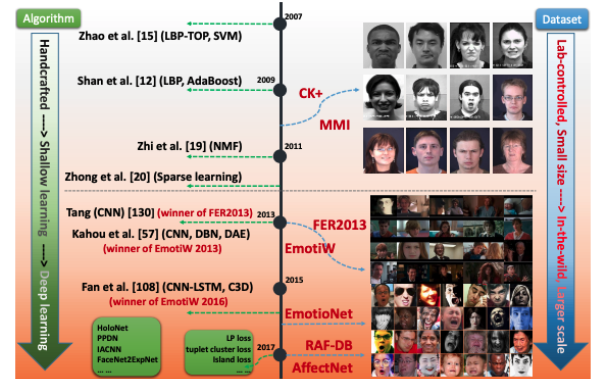 Algorithm
Dataset
2007
Zhao et al. [15] (LBP-TOP, SVM)
Shan et al. [12] (LBP, AdaBoost)
2009
CK+
MMI
Zhi et al. [19] (NMF)
2011
Zhong et al. [20] (Sparse learning)
Tang (CNN) [130] (winner of FER2013)
2013
FER2013
Kahou et al. [57] (CNN, DBN, DAE)
(winner of EmotiW 2013)
EmotiW
Fan et al. [108] (CNN-LSTM, C3D)
2015
(winner of EmotiW 2016)
EmotioNet
HoloNet
PPDN
IACNN
FaceNet2ExpNet
... ...
LP loss
tuplet cluster loss
Island loss
... ...
2017
RAF-DB
AffectNet
Handcrafted ----> Shallow learning ----> Deep learning
Lab-controlled, Small size ----> In-the-wild, Larger scale